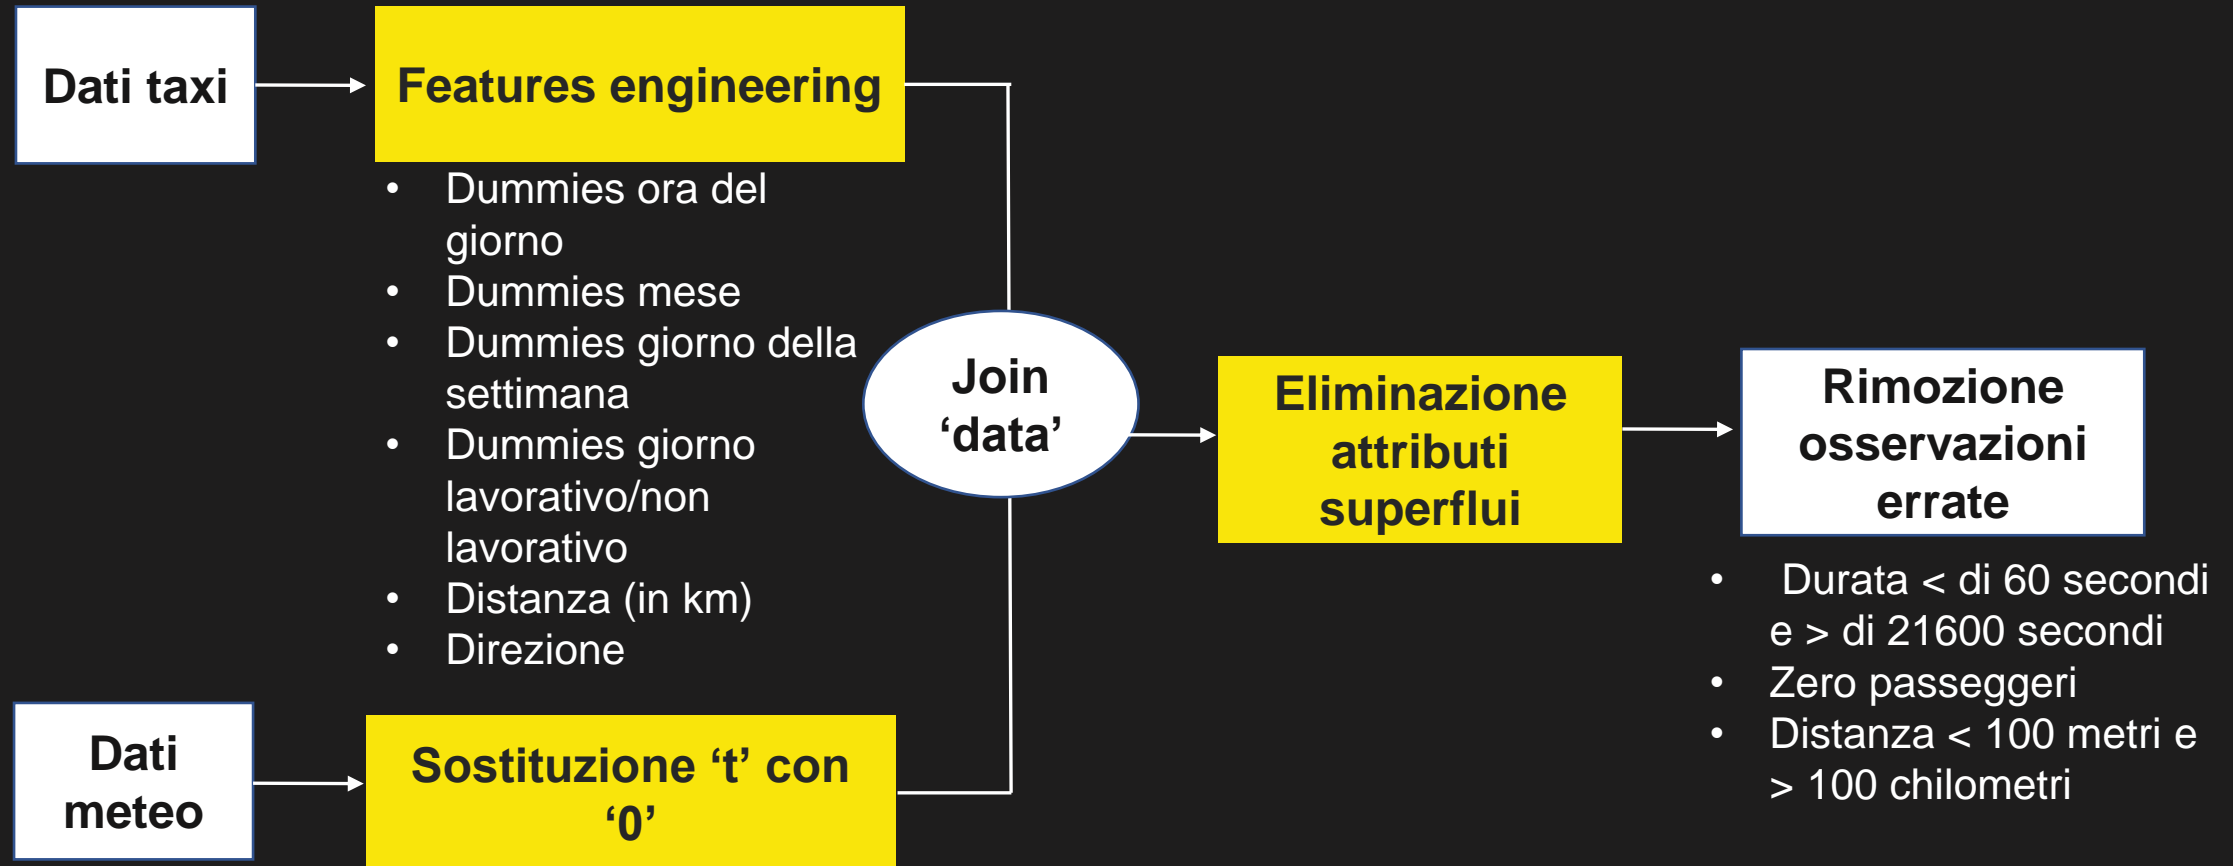 Dati taxi
Features engineering
• Dummies ora del
giorno
• Dummies mese
• Dummies giorno della
settimana
• Dummies giorno
lavorativo/non
lavorativo
• Distanza (in km)
• Direzione
Dati
meteo
Sostituzione ‘t’ con
‘0’
Join
‘data’
Eliminazione
attributi
superflui
Rimozione
osservazioni
errate
• Durata < di 60 secondi
e > di 21600 secondi
• Zero passeggeri
• Distanza < 100 metri e
> 100 chilometri